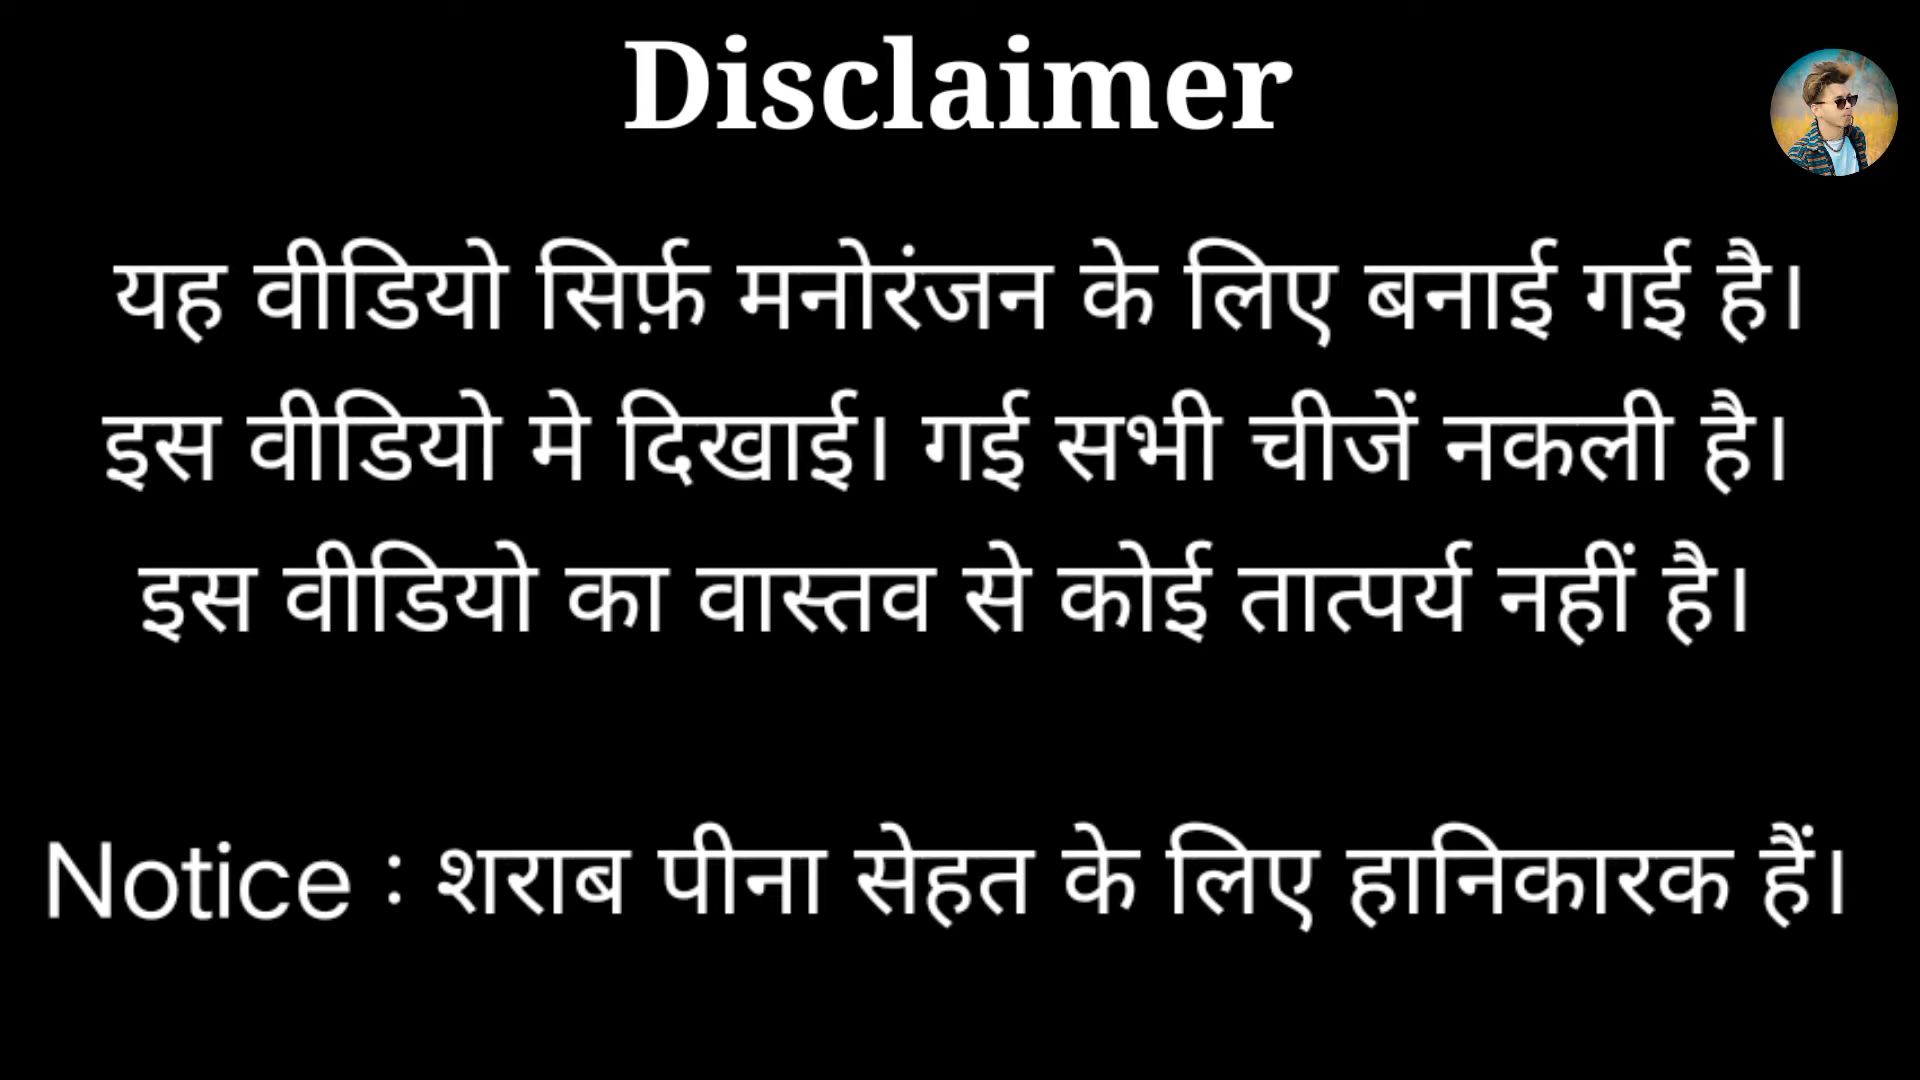 Disclaimer
यह वीडियो सिर्फ़ मनोरंजन के लिए बनाई गई है।
इस वीडियो मे दिखाई। गई सभी चीजें नकली है।
इस वीडियो का वास्तव से कोई तात्पर्य नहीं है।
Notice : शराब पीना सेहत के लिए हानिकारक हैं।